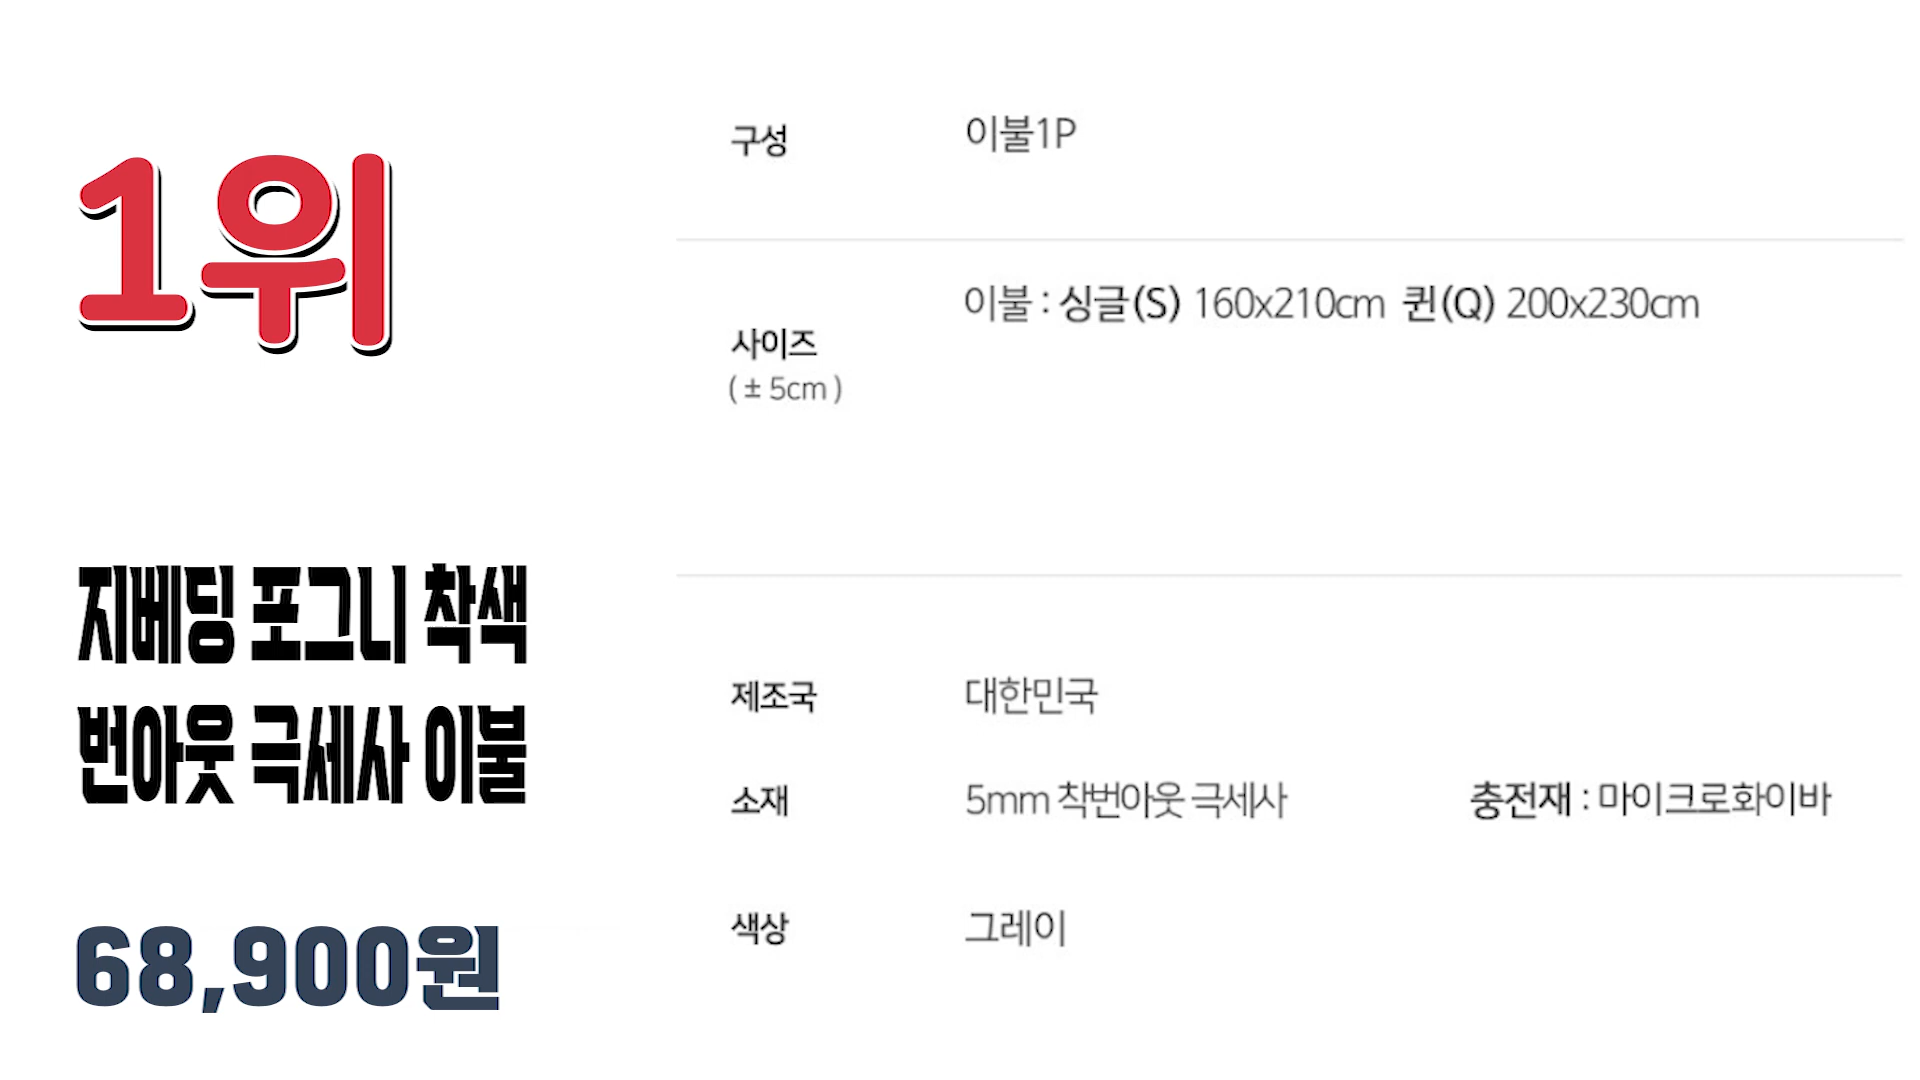 1위
지베딩 포그니 착색
번아웃 극세사 이불
68,900원
구성 이불1P
사이즈
(± 5cm)
이불 : 싱글(S) 160x210cm 퀸(Q) 200x230cm
제조국 대한민국
소재 5mm 착번아웃 극세사 충전재 : 마이크로화이바
색상 그레이